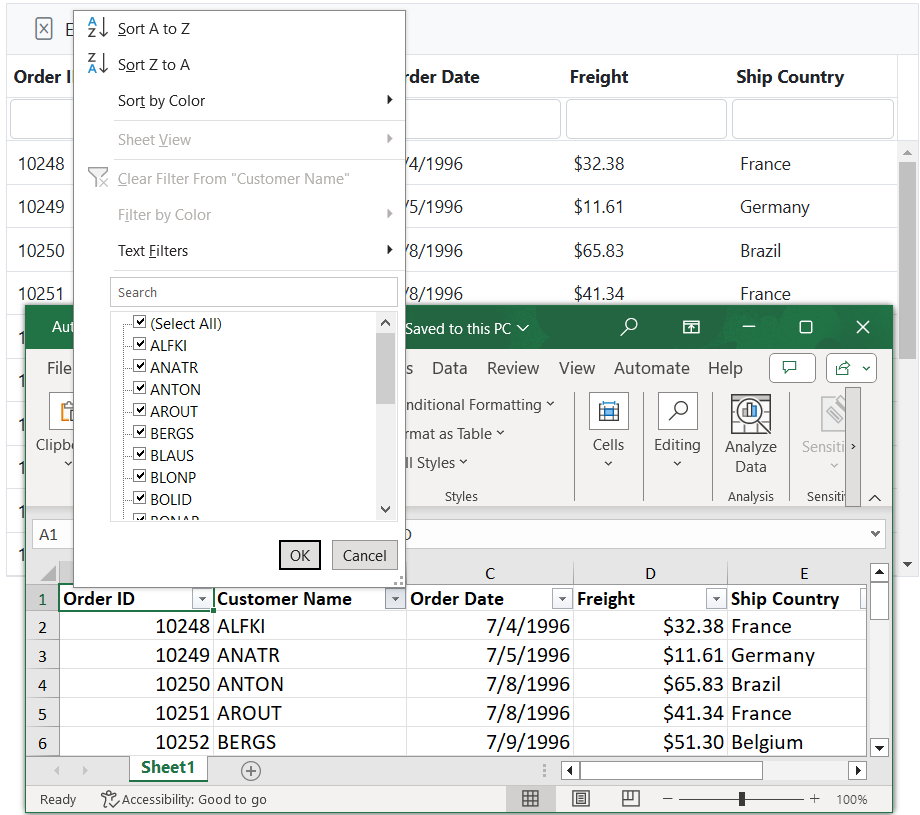 E
Order I
rder Date
Freight
Ship Country
10248
/4/1996
$32.38
France
10249
/5/1996
$11.61
Germany
10250
/8/1996
$65.83
Brazil
10251
/8/1996
$41.34
France
Sort A to Z
Sort Z to A
Sort by Color
Sheet View
Clear Filter From "Customer Name"
Filter by Color
Text Filters
Search
(Select All)
ALFKI
ANATR
ANTON
AROUT
BERGS
BLAUS
BLONP
BOLID
BONAP
OK
Cancel
Aut
Saved to this PC
File
s
Data
Review
View
Automate
Help
Clipbo
nditional Formatting
rmat as Table
ll Styles
Styles
Cells
Editing
Analyze
Data
Analysis
Sensiti
Sensiti
A1
C
D
E
1
Order ID
Customer Name
Order Date
Freight
Ship Country
2
10248
ALFKI
7/4/1996
$32.38
France
3
10249
ANATR
7/5/1996
$11.61
Germany
4
10250
ANTON
7/8/1996
$65.83
Brazil
5
10251
AROUT
7/8/1996
$41.34
France
6
10252
BERGS
7/9/1996
$51.30
Belgium
Sheet1
Ready
Accessibility: Good to go
100%